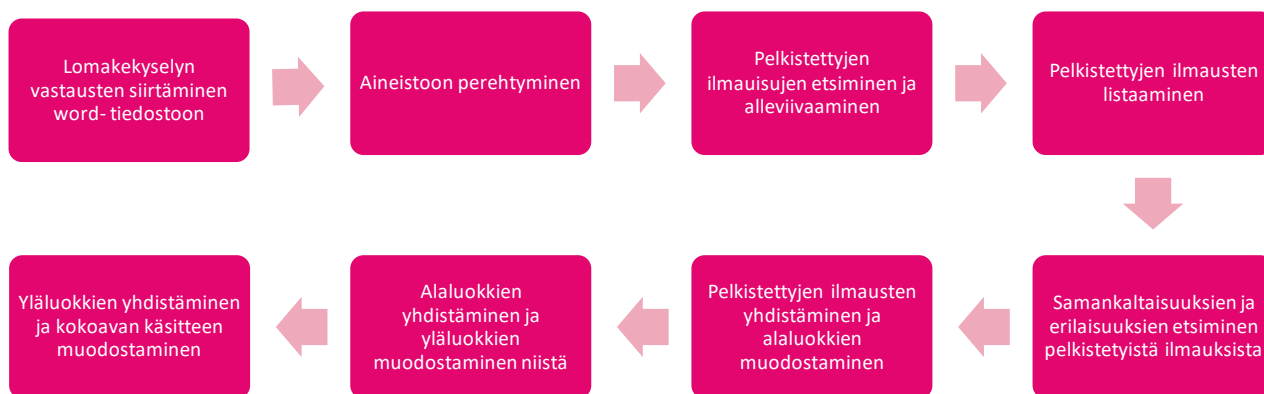 Lomakekyselyn
vastausten siirtäminen
word- tiedostoon
Aineistoon perehtyminen
Pelkistettyjen
ilmauisujen etsiminen ja
alleviivaaminen
Pelkistettyjen ilmausten
listaaminen
Samankaltaisuuksien ja
erilaisuuksien etsiminen
pelkistetyistä ilmauksista
Pelkistettyjen ilmausten
yhdistäminen ja
alaluokkien
muodostaminen
Alaluokkien
yhdistäminen ja
yläluokkien
muodostaminen niistä
Yläluokkien yhdistäminen
ja kokoavan käsitteen
muodostaminen